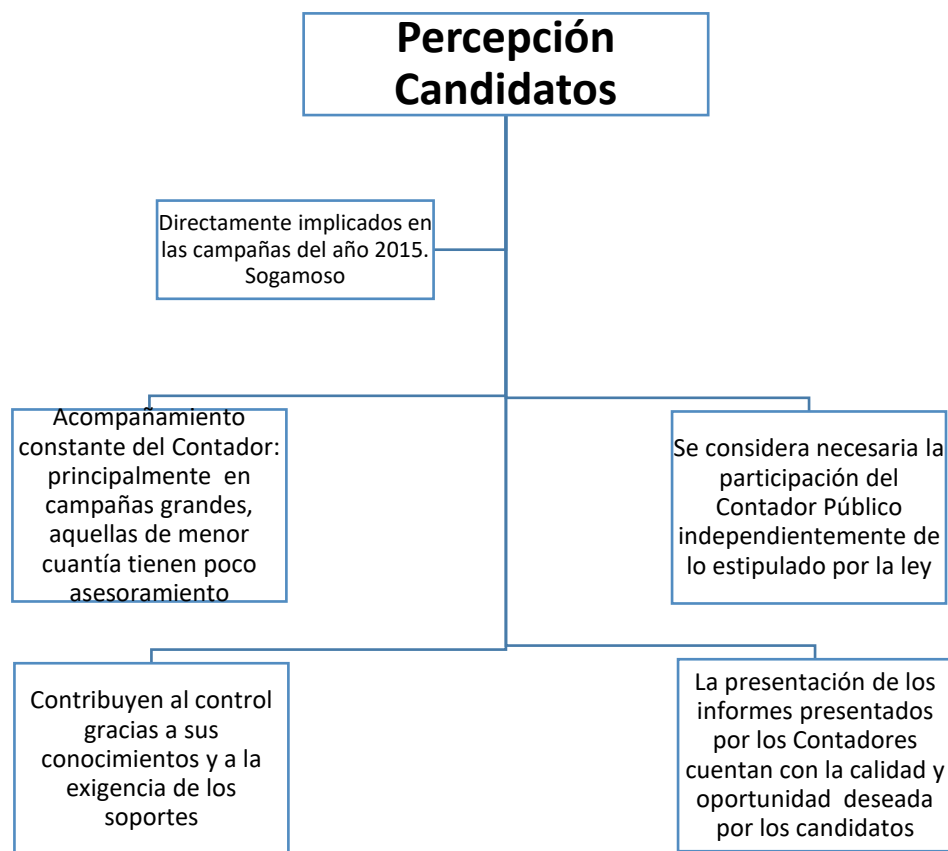 Percepción
Candidatos
Directamente implicados en
las campañas del año 2015.
Sogamoso
Acompañamiento
constante del Contador:
principalmente en
campañas grandes,
aquellas de menor
cuantía tienen poco
asesoramiento
Se considera necesaria la
participación del
Contador Público
independientemente de
lo estipulado por la ley
Contribuyen al control
gracias a sus
conocimientos y a la
exigencia de los
soportes
La presentación de los
informes presentados
por los Contadores
cuentan con la calidad y
oportunidad deseada
por los candidatos